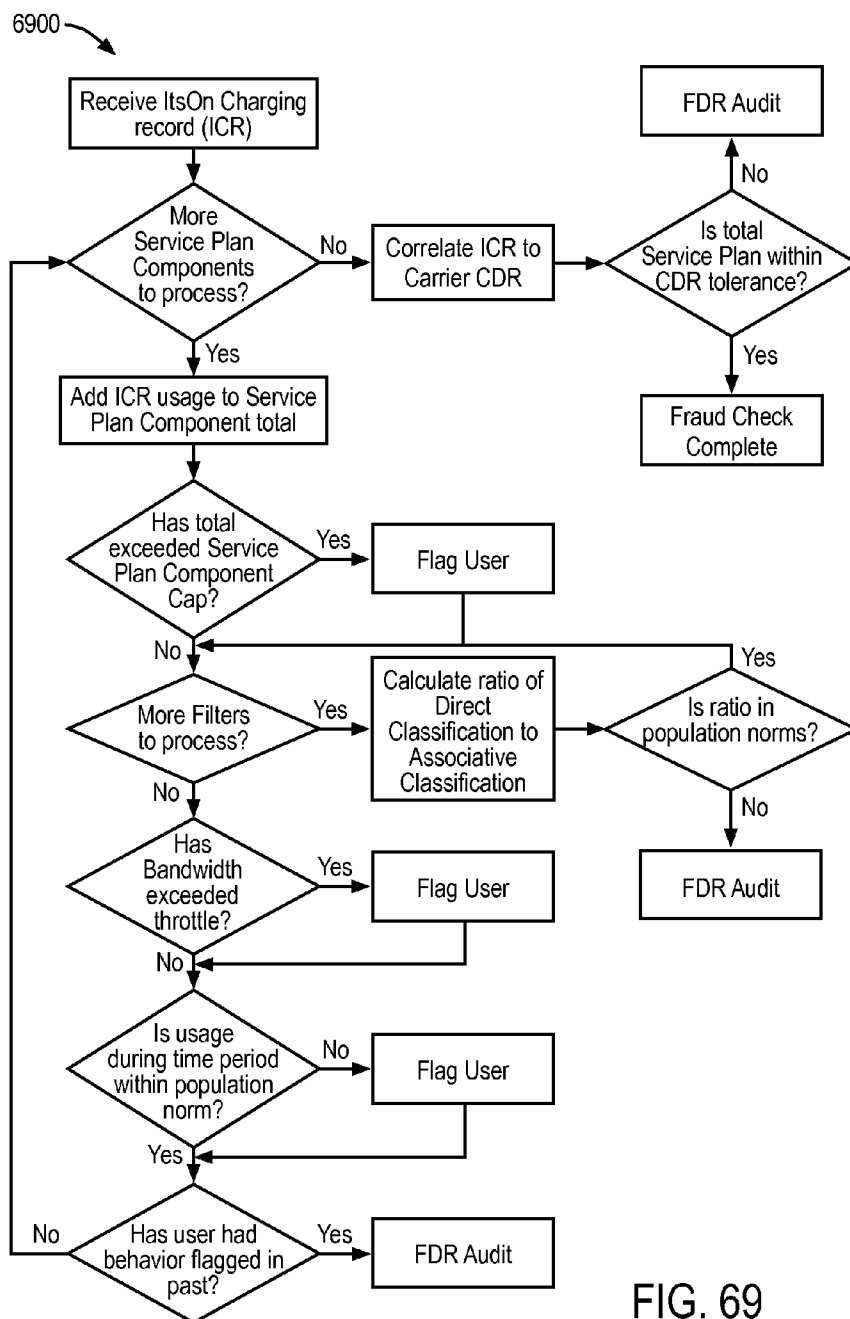 6900
Receive ItsOn Charging
record (ICR)
FDR Audit
No
More
Service Plan
Components
to process?
No
Correlate ICR to
Carrier CDR
Is total
Service Plan within
CDR tolerance?
Yes
Yes
Add ICR usage to Service
Plan Component total
Fraud Check
Complete
Has total
exceeded Service
Plan Component
Cap?
Yes
Flag User
No
Yes
More Filters
to process?
Yes
Calculate ratio of
Direct
Classification to
Associative
Classification
Is ratio in
population norms?
No
No
Has
Bandwidth
exceeded
throttle?
Yes
Flag User
FDR Audit
No
Is usage
during time period
within population
norm?
No
Flag User
Yes
No
Has user had
behavior flagged in
past?
Yes
FDR Audit
FIG. 69